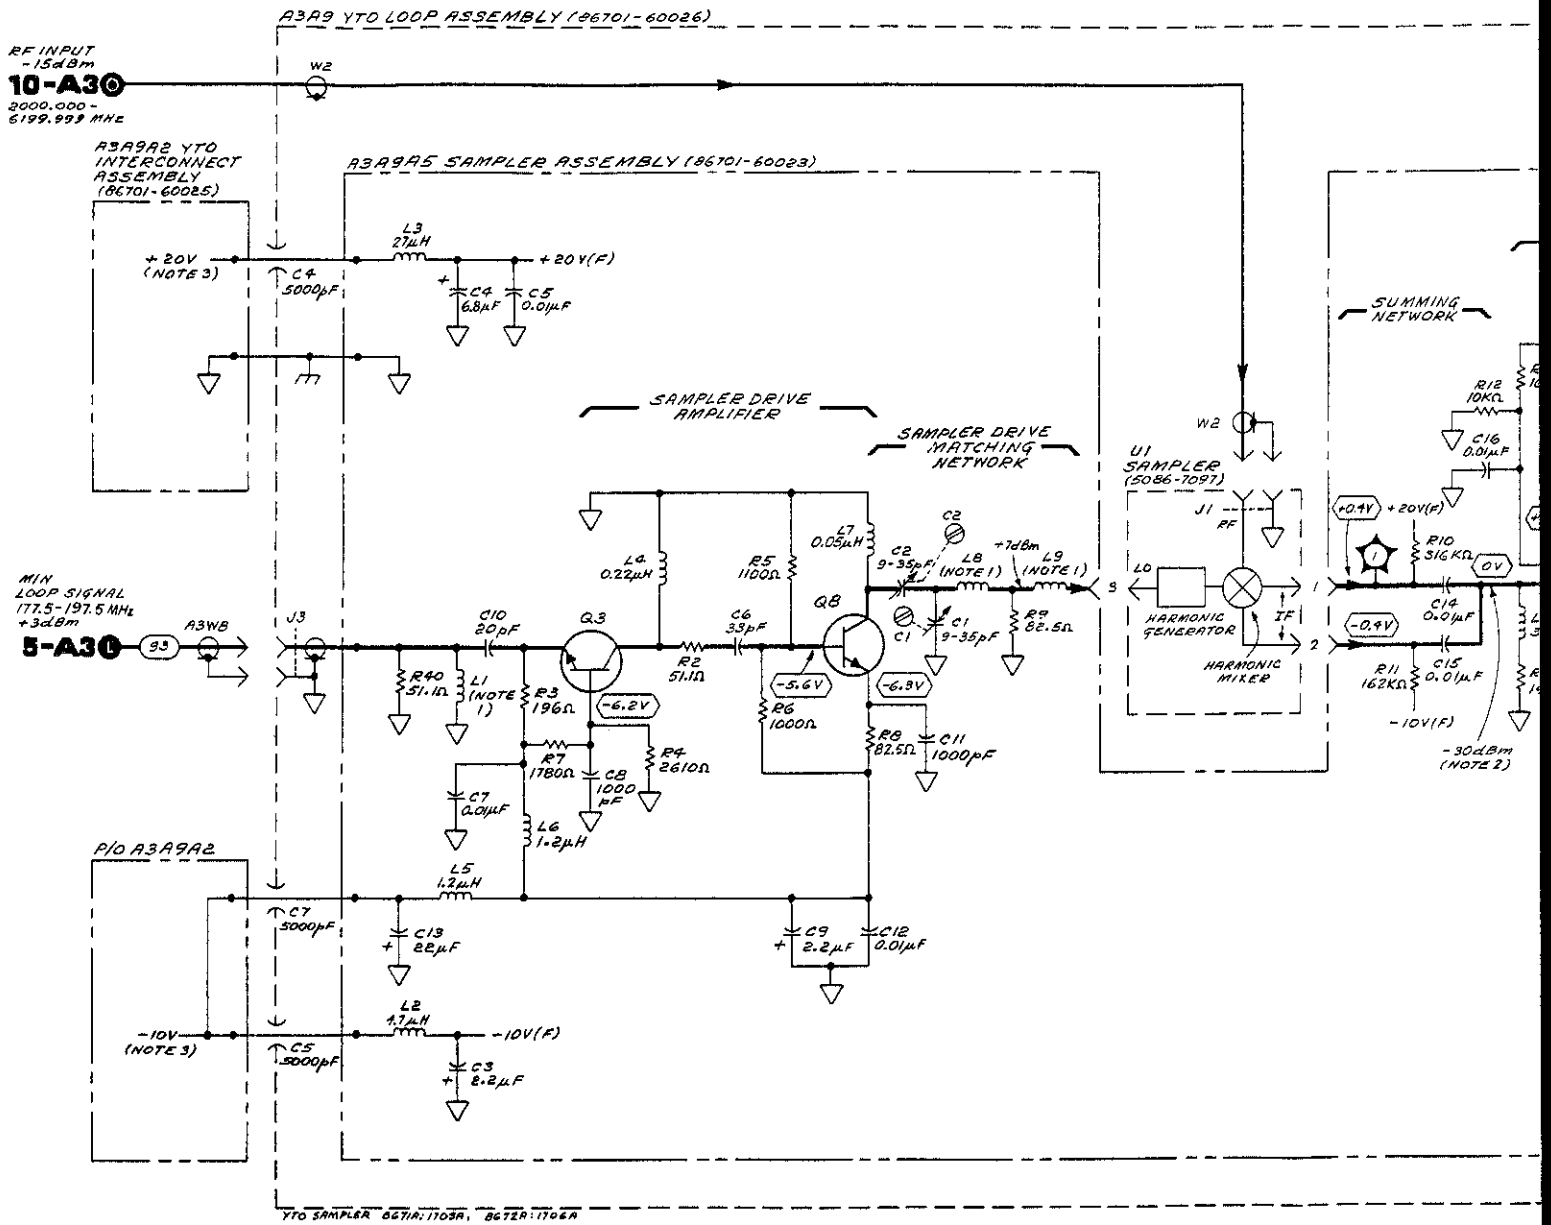 A3A9 YTO LOOP ASSEMBLY (86701-60026)
RF INPUT
-15dBm
10-A3
2000.000-
6199.999 MHz
W2
A3A9A2 YTO
INTERCONNECT
ASSEMBLY
(86701-60025)
A3A9A5 SAMPLER ASSEMBLY (86701-60023)
+20V
(NOTE 3)
C4
5000pF
L3
27µH
+20V(F)
+
C4
6.8µF
C5
0.01µF
SAMPLER DRIVE
AMPLIFIER
SAMPLER DRIVE
MATCHING
NETWORK
SUMMING
NETWORK
R12
10KΩ
C16
0.01µF
W2
U1
SAMPLER
(5086-7097)
J1
RF
LO
HARMONIC
GENERATOR
HARMONIC
MIXER
IF
3
1
2
+0.4V
+20V(F)
1
R10
316KΩ
0V
C14
0.01µF
-0.4V
C15
0.01µF
R11
162KΩ
-10V(F)
-30dBm
(NOTE 2)
M/N
LOOP SIGNAL
177.5-197.5 MHz
+3dBm
5-A3 L
93
A3W8
J3
R40
51.1Ω
L1
(NOTE
1)
C10
20pF
Q3
R3
196Ω
-6.2V
R7
1780Ω
C8
1000
pF
R4
2610Ω
C7
0.01µF
L6
1.2µH
L4
0.22µH
R5
1100Ω
R2
51.1Ω
C6
33pF
-5.6V
R6
1000Ω
Q8
L7
0.05µH
C2
C2
9-35pF
C1
C1
9-35pF
L8
(NOTE 1)
+7dBm
L9
(NOTE 1)
R9
82.5Ω
-6.3V
R8
82.5Ω
C11
1000pF
P/O A3A9A2
C7
5000pF
L5
1.2µH
C13
+ 22µF
C9
+ 2.2µF
C12
0.01µF
-10V
(NOTE 3)
C5
5000pF
L2
4.7µH
-10V(F)
C3
+ 2.2µF
YTO SAMPLER 8671A:1703A, 8672A:1706A